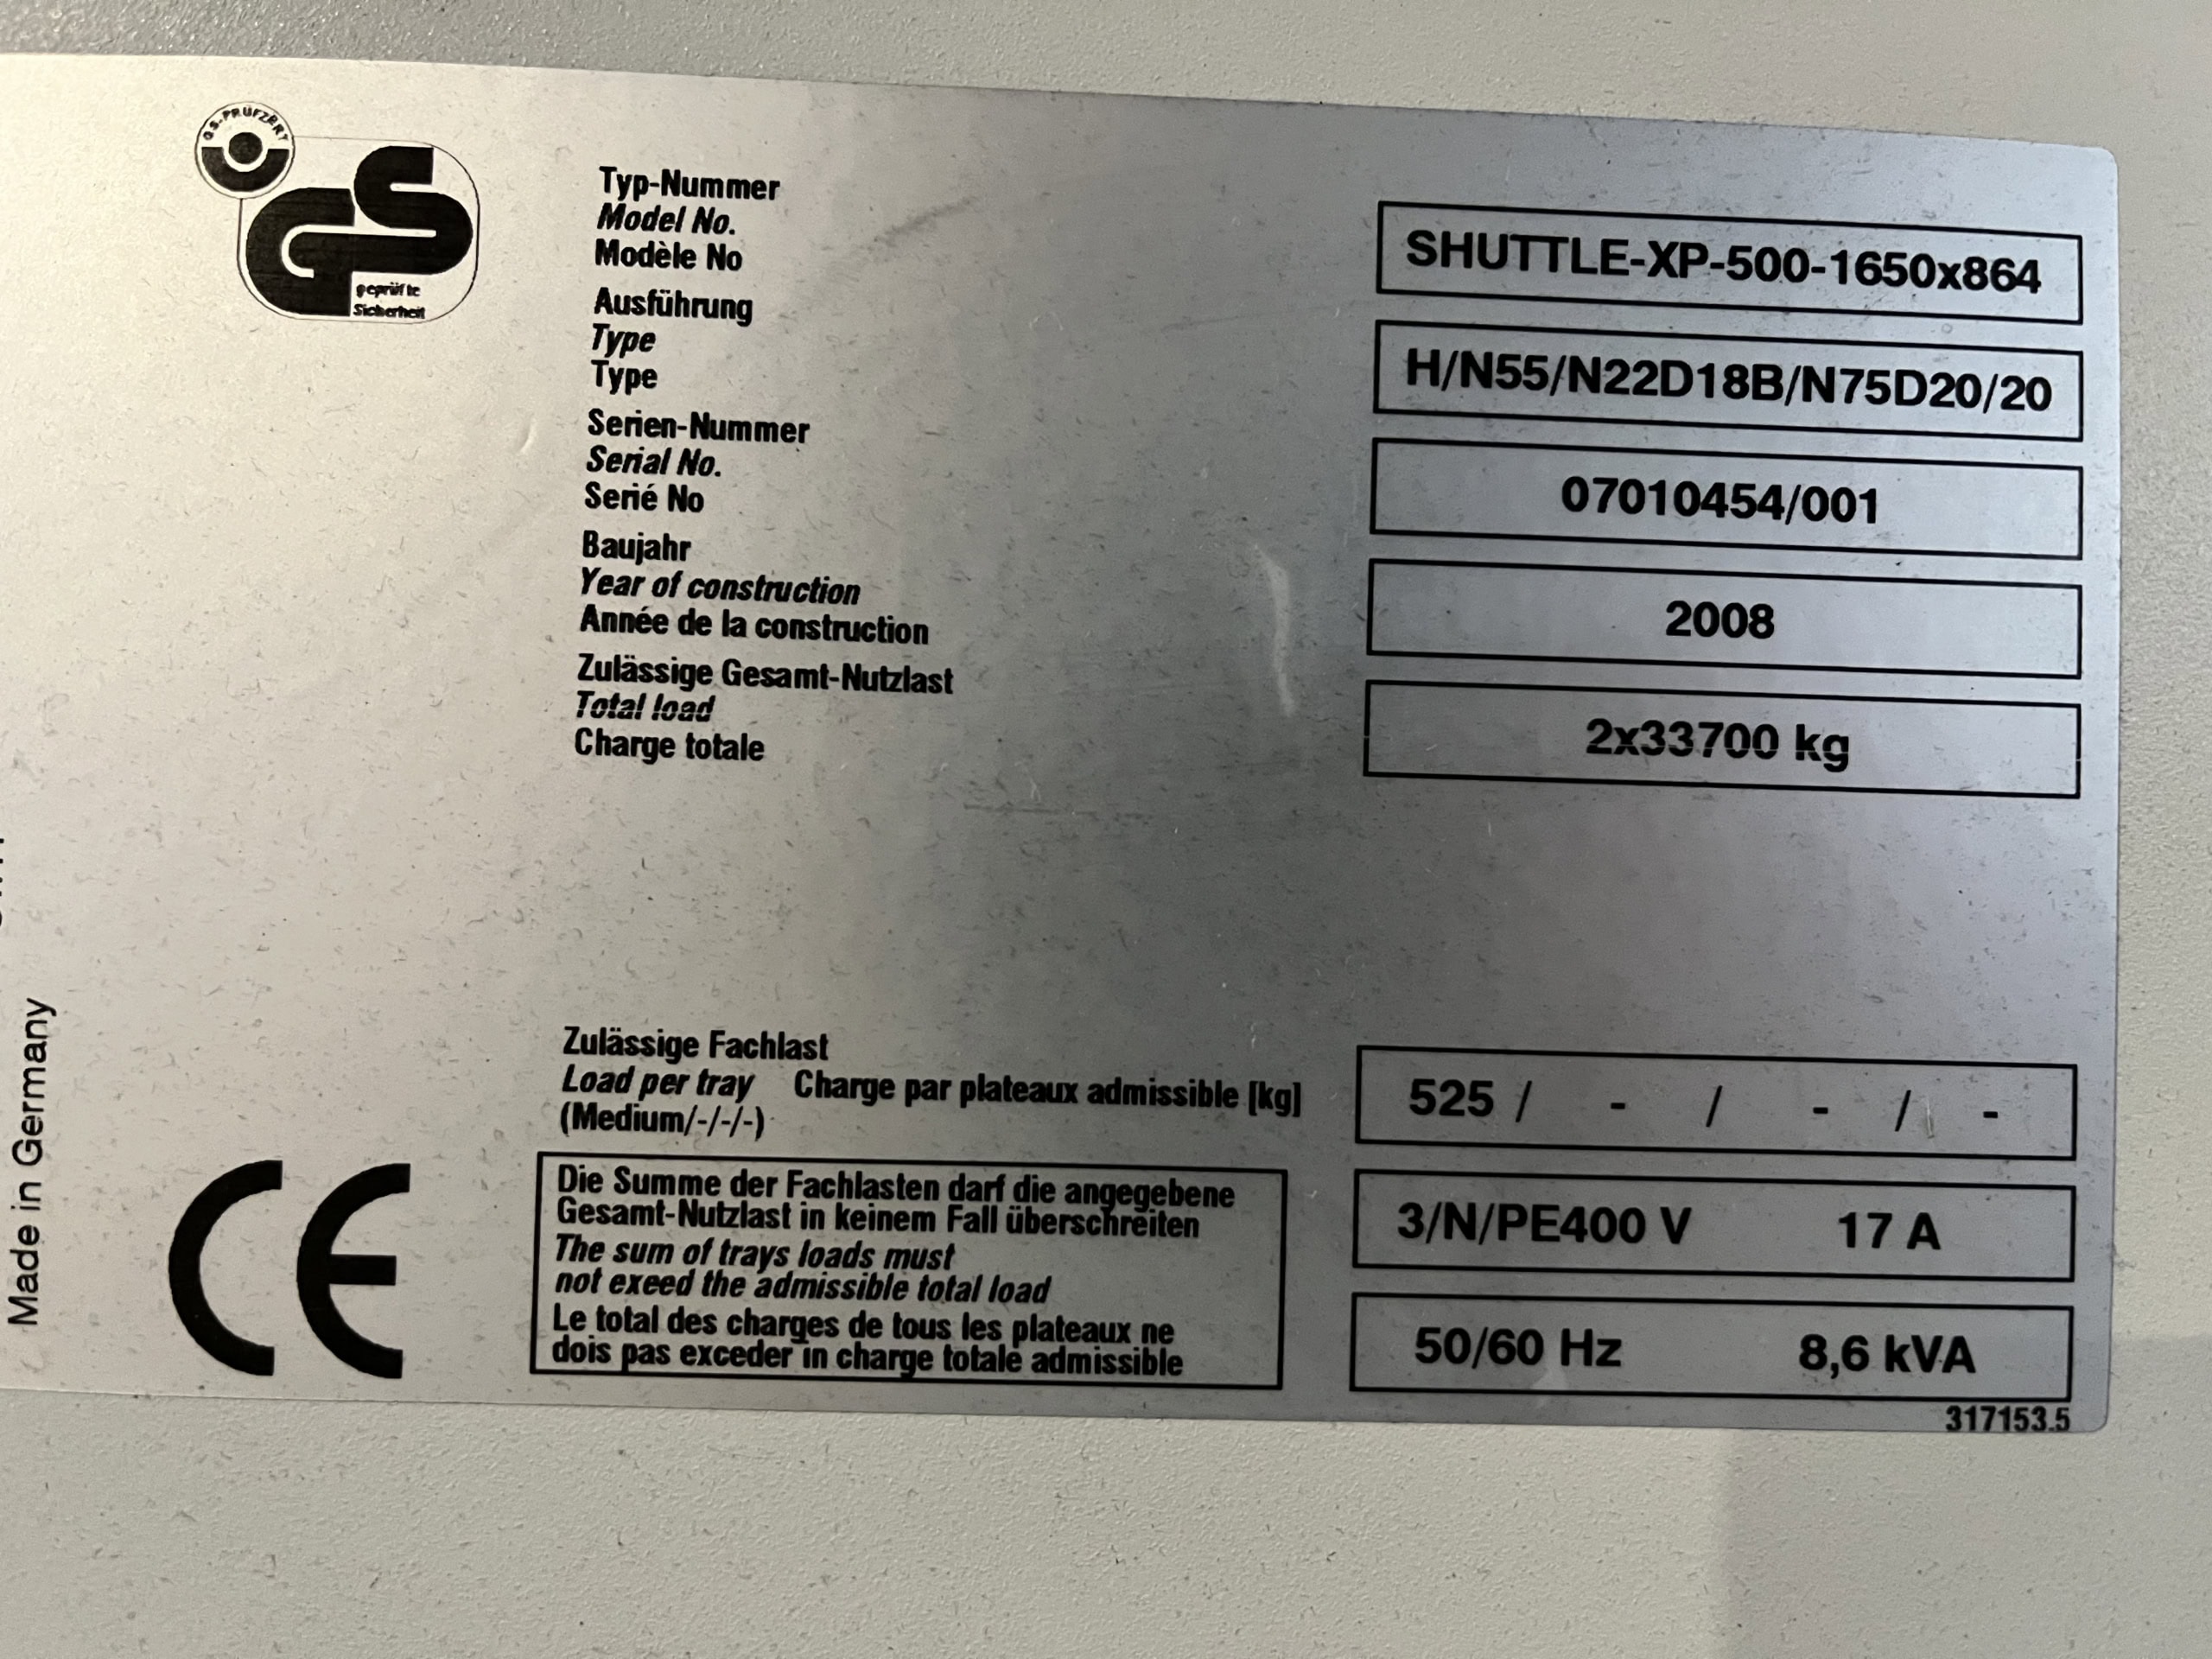 G.S.-PRÜFZERT
GS
geprüfte
Sicherheit
Typ-Nummer
Model No.
Modèle No
SHUTTLE-XP-500-1650x864
Ausführung
Type
Type
H/N55/N22D18B/N75D20/20
Serien-Nummer
Serial No.
Serié No
07010454/001
Baujahr
Year of construction
Année de la construction
2008
Zulässige Gesamt-Nutzlast
Total load
Charge totale
2x33700 kg
Made in Germany
Zulässige Fachlast
Load per tray Charge par plateaux admissible [kg]
(Medium/-/-/-)
525 / - / - / -
CE
Die Summe der Fachlasten darf die angegebene
Gesamt-Nutzlast in keinem Fall überschreiten
The sum of trays loads must
not exeed the admissible total load
Le total des charges de tous les plateaux ne
dois pas exceder in charge totale admissible
3/N/PE400 V 17 A
50/60 Hz 8,6 kVA
317153.5